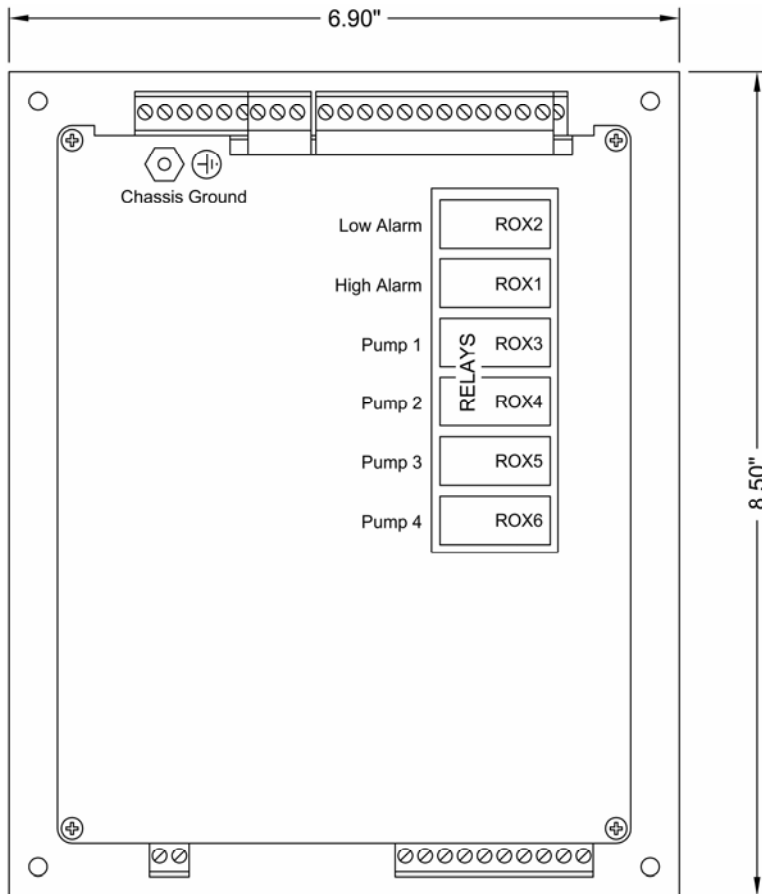 6.90"
Chassis Ground
Low Alarm ROX2
High Alarm ROX1
Pump 1 ROX3
RELAYS
Pump 2 ROX4
Pump 3 ROX5
Pump 4 ROX6
8.50"